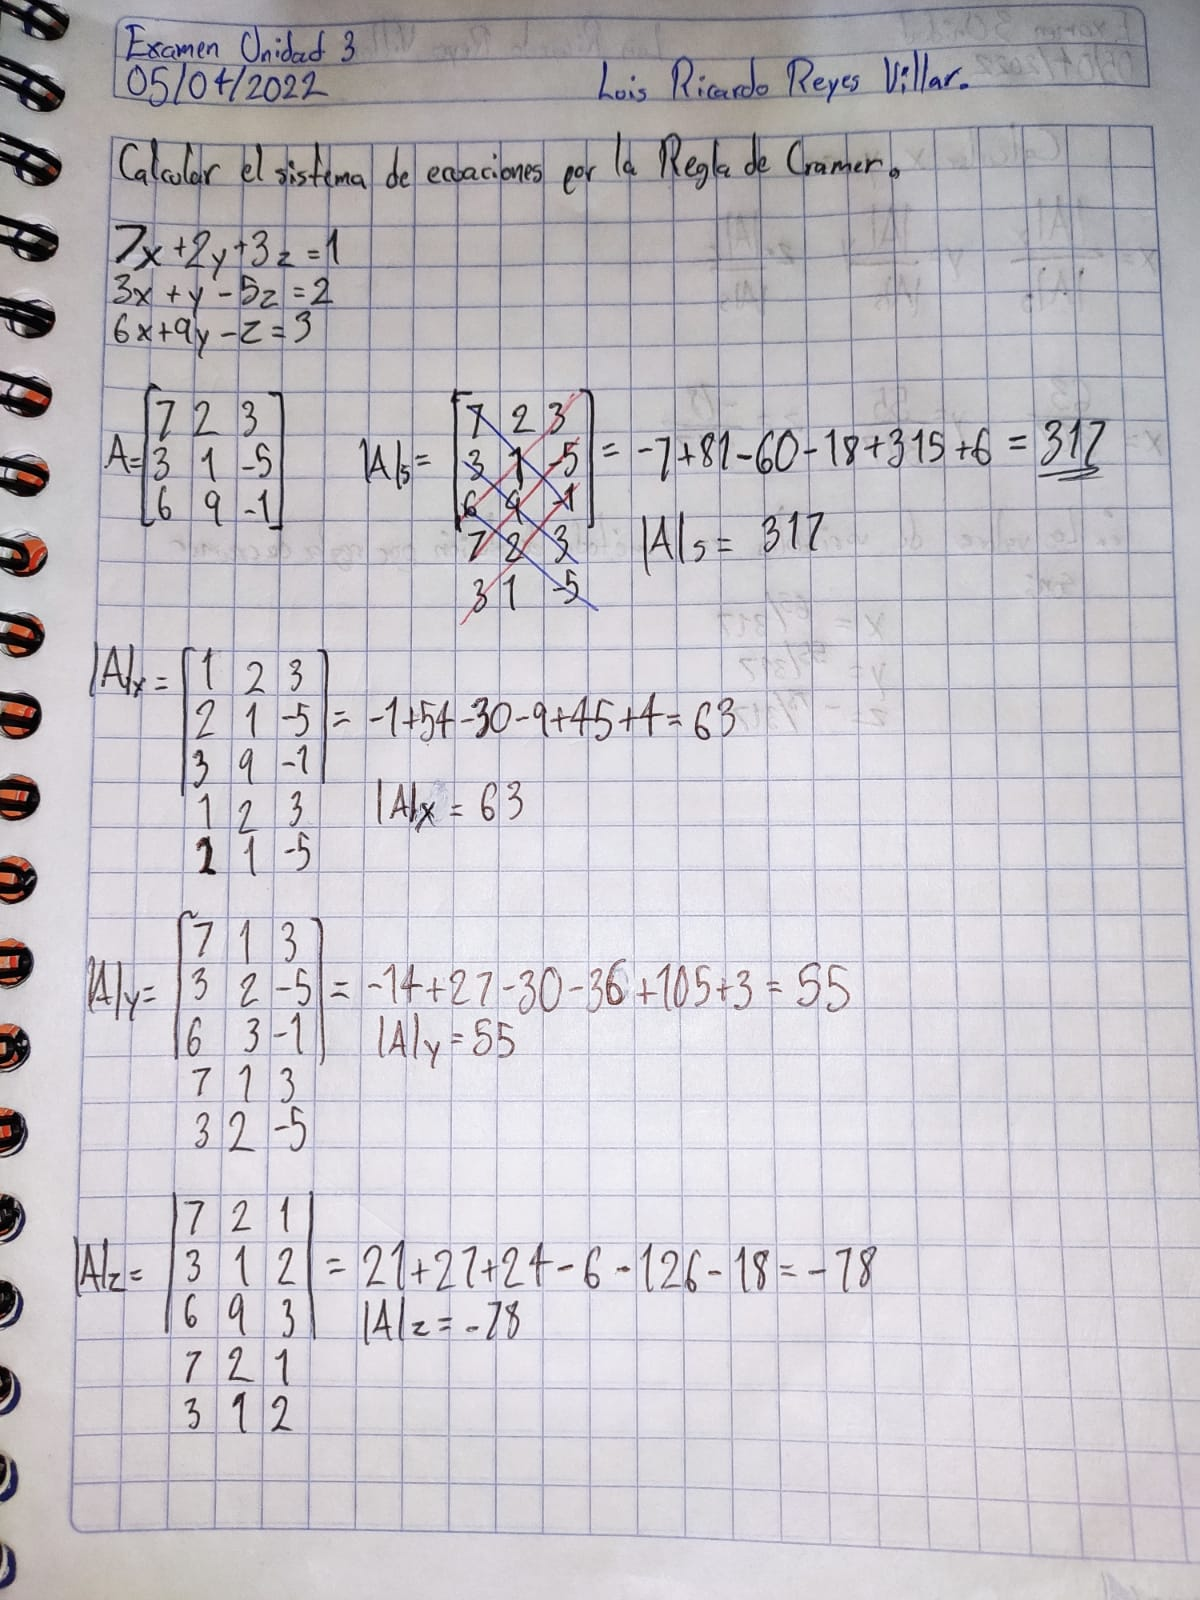 Examen Unidad 3
05/04/2022
Luis Ricardo Reyes Villar.
Calcular el sistema de ecuaciones por la Regla de Cramer.
7x+2y+3z=1
3x+y-5z=2
6x+9y-z=3
A=[7 2 3
3 1 -5
6 9 -1]
|A|s=[7 2 3
3 1 -5
6 9 -1]
7 2 3
3 1 -5
= -7+81-60-18+315+6 = 317
|A|s = 317
|A|x=[1 2 3
2 1 -5
3 9 -1]
1 2 3
2 1 -5
= -1+54-30-9+45+4=63
|A|x = 63
|A|y=[7 1 3
3 2 -5
6 3 -1]
7 1 3
3 2 -5
= -14+27-30-36+105+3=55
|A|y=55
|A|z=|7 2 1
3 1 2
6 9 3|
7 2 1
3 1 2
= 21+27+24-6-126-18=-78
|A|z=-78